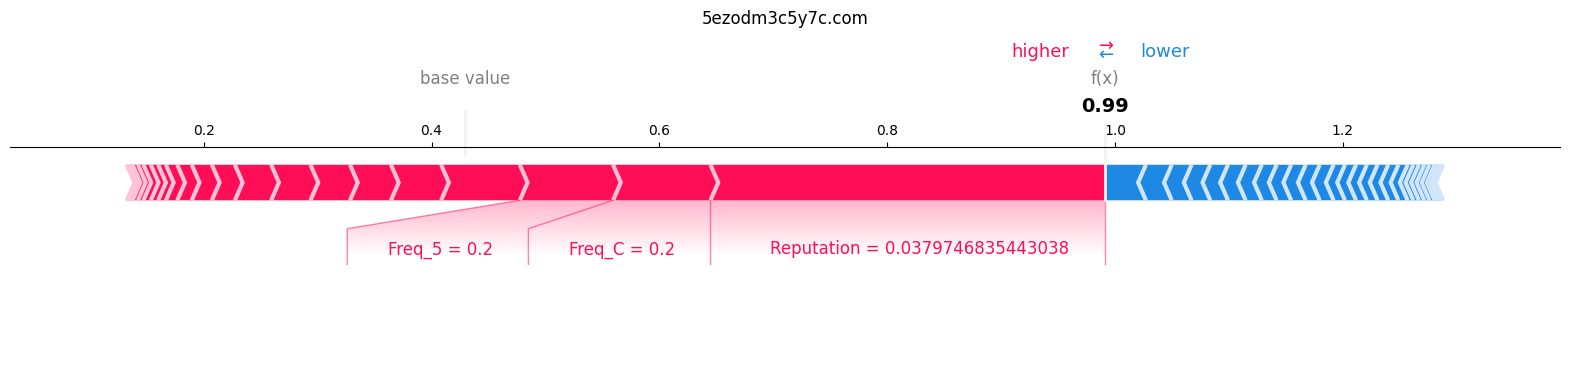 5ezodm3c5y7c.com
higher ⇄ lower
base value f(x)
0.99
0.2 0.4 0.6 0.8 1.0 1.2
Freq_5 = 0.2 Freq_C = 0.2 Reputation = 0.0379746835443038